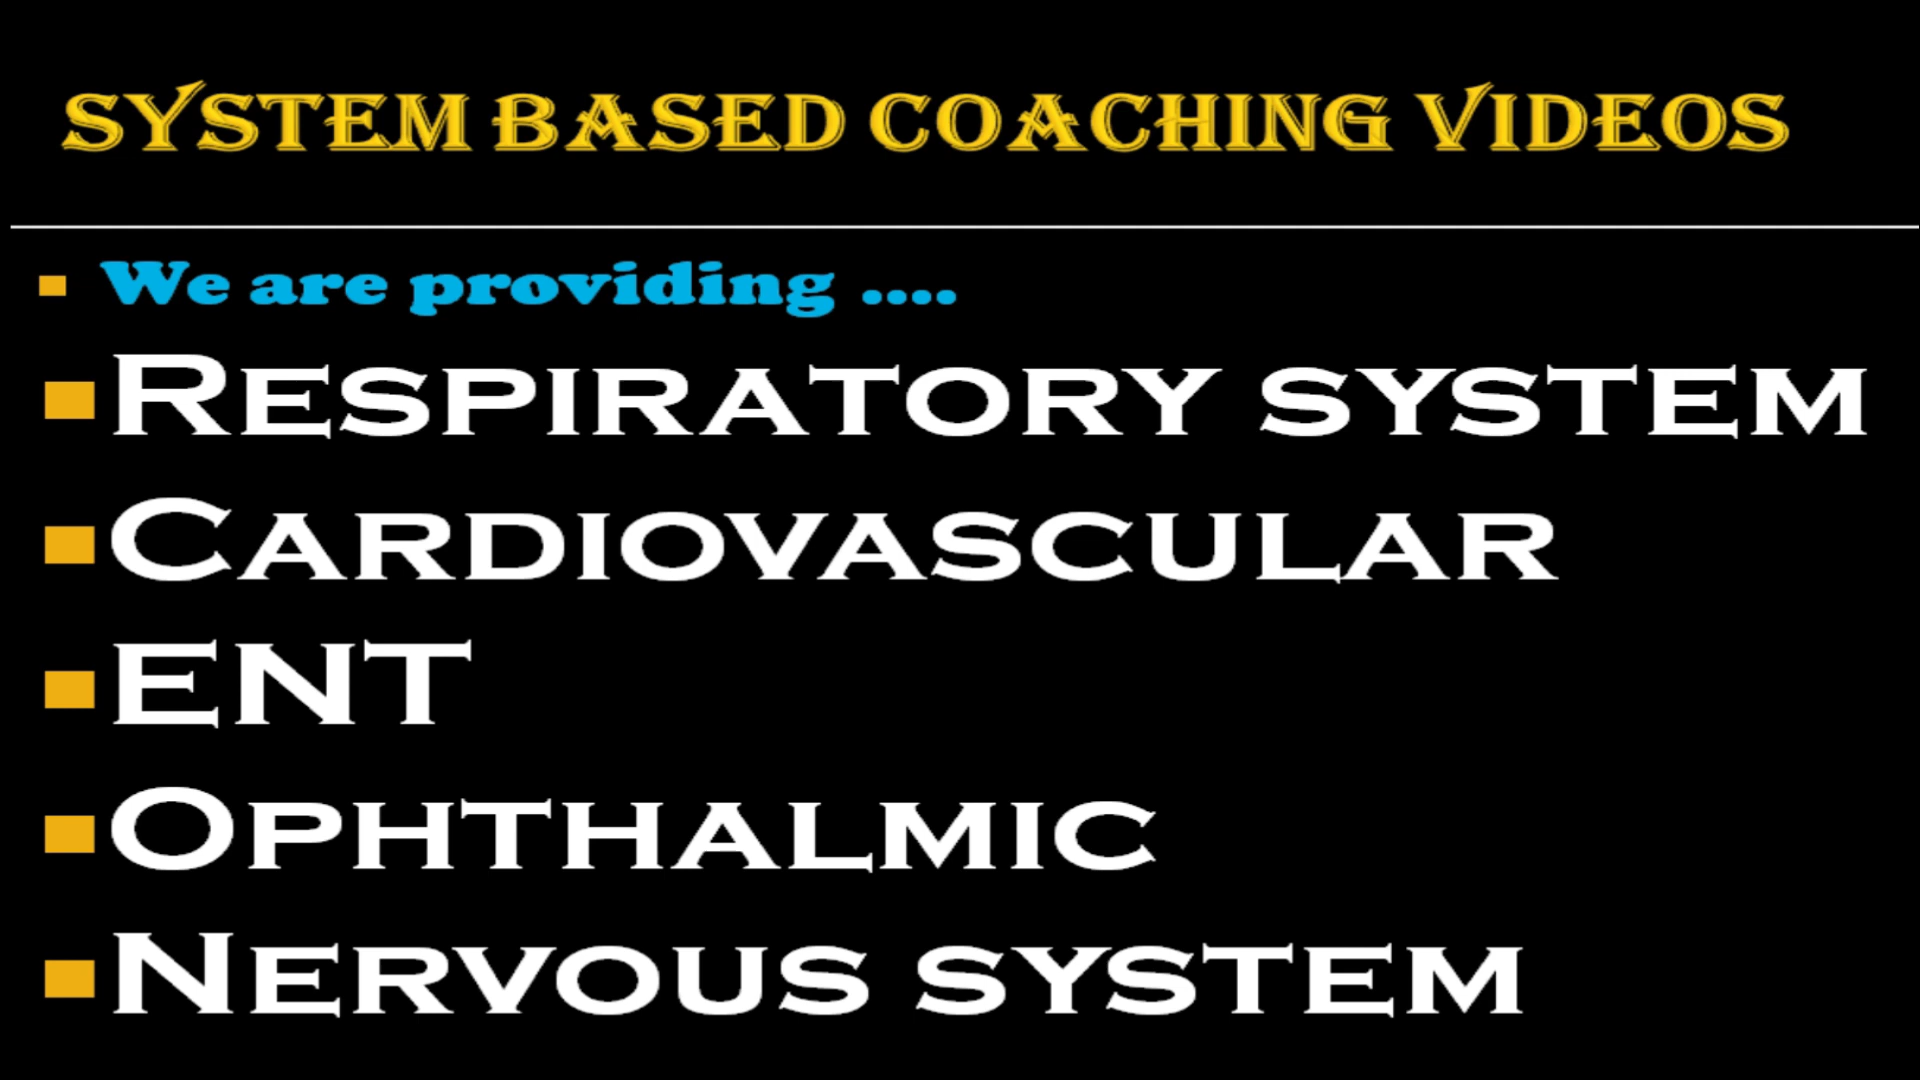 SYSTEM BASED COACHING VIDEOS
We are providing ....
RESPIRATORY SYSTEM
CARDIOVASCULAR
ENT
OPHTHALMIC
NERVOUS SYSTEM